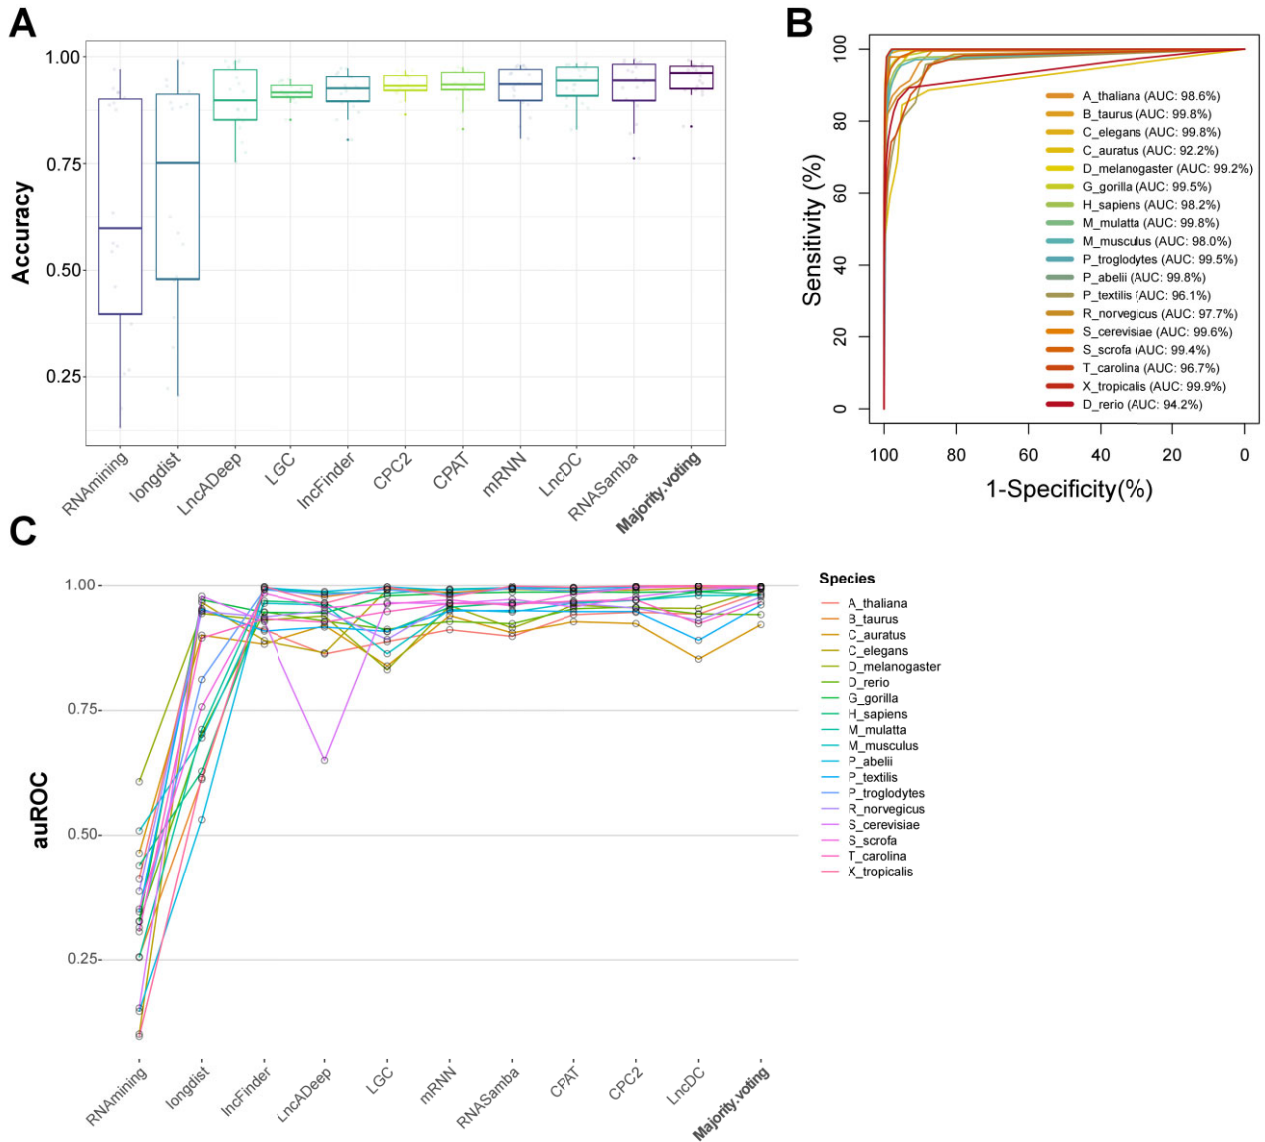 A
Accuracy
1.00
0.75
0.50
0.25
RNAmining
longdist
LncADeep
LGC
lncFinder
CPC2
CPAT
mRNN
LncDC
RNASamba
Majority.voting
B
Sensitivity (%)
100
80
60
40
20
0
A_thaliana (AUC: 98.6%)
B_taurus (AUC: 99.8%)
C_elegans (AUC: 99.8%)
C_auratus (AUC: 92.2%)
D_melanogaster (AUC: 99.2%)
G_gorilla (AUC: 99.5%)
H_sapiens (AUC: 98.2%)
M_mulatta (AUC: 99.8%)
M_musculus (AUC: 98.0%)
P_troglodytes (AUC: 99.5%)
P_abelii (AUC: 99.8%)
P_textilis (AUC: 96.1%)
R_norvegicus (AUC: 97.7%)
S_cerevisiae (AUC: 99.6%)
S_scrofa (AUC: 99.4%)
T_carolina (AUC: 96.7%)
X_tropicalis (AUC: 99.9%)
D_rerio (AUC: 94.2%)
100 80 60 40 20 0
1-Specificity(%)
C
auROC
1.00
0.75
0.50
0.25
RNAmining
longdist
lncFinder
LncADeep
LGC
mRNN
RNASamba
CPAT
CPC2
LncDC
Majority.voting
Species
A_thaliana
B_taurus
C_auratus
C_elegans
D_melanogaster
D_rerio
G_gorilla
H_sapiens
M_mulatta
M_musculus
P_abelii
P_textilis
P_troglodytes
R_norvegicus
S_cerevisiae
S_scrofa
T_carolina
X_tropicalis